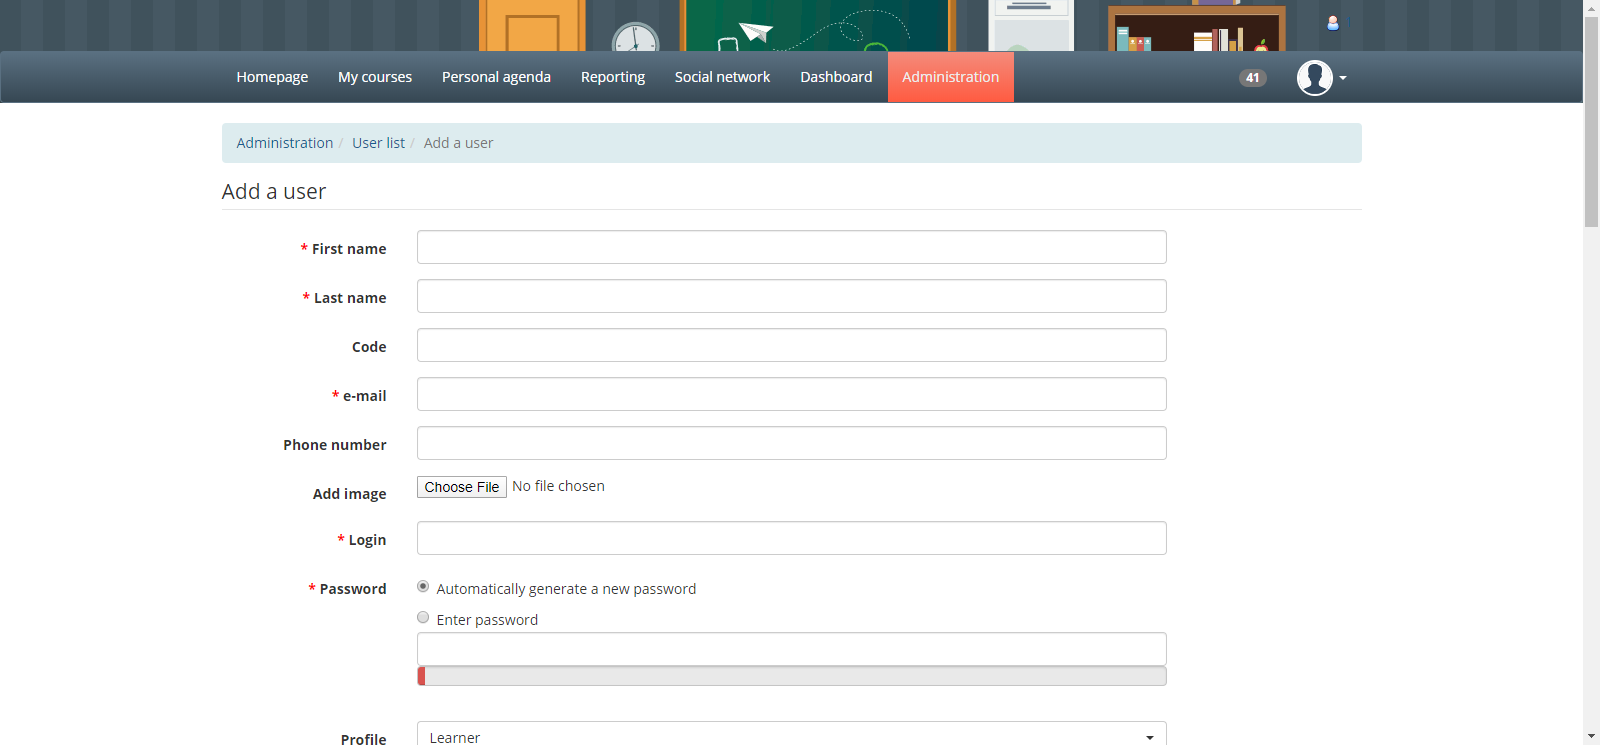 Homepage My courses Personal agenda Reporting Social network Dashboard Administration 41
Administration / User list / Add a user
Add a user
* First name
* Last name
Code
* e-mail
Phone number
Add image Choose File No file chosen
* Login
* Password Automatically generate a new password
Enter password
Profile Learner